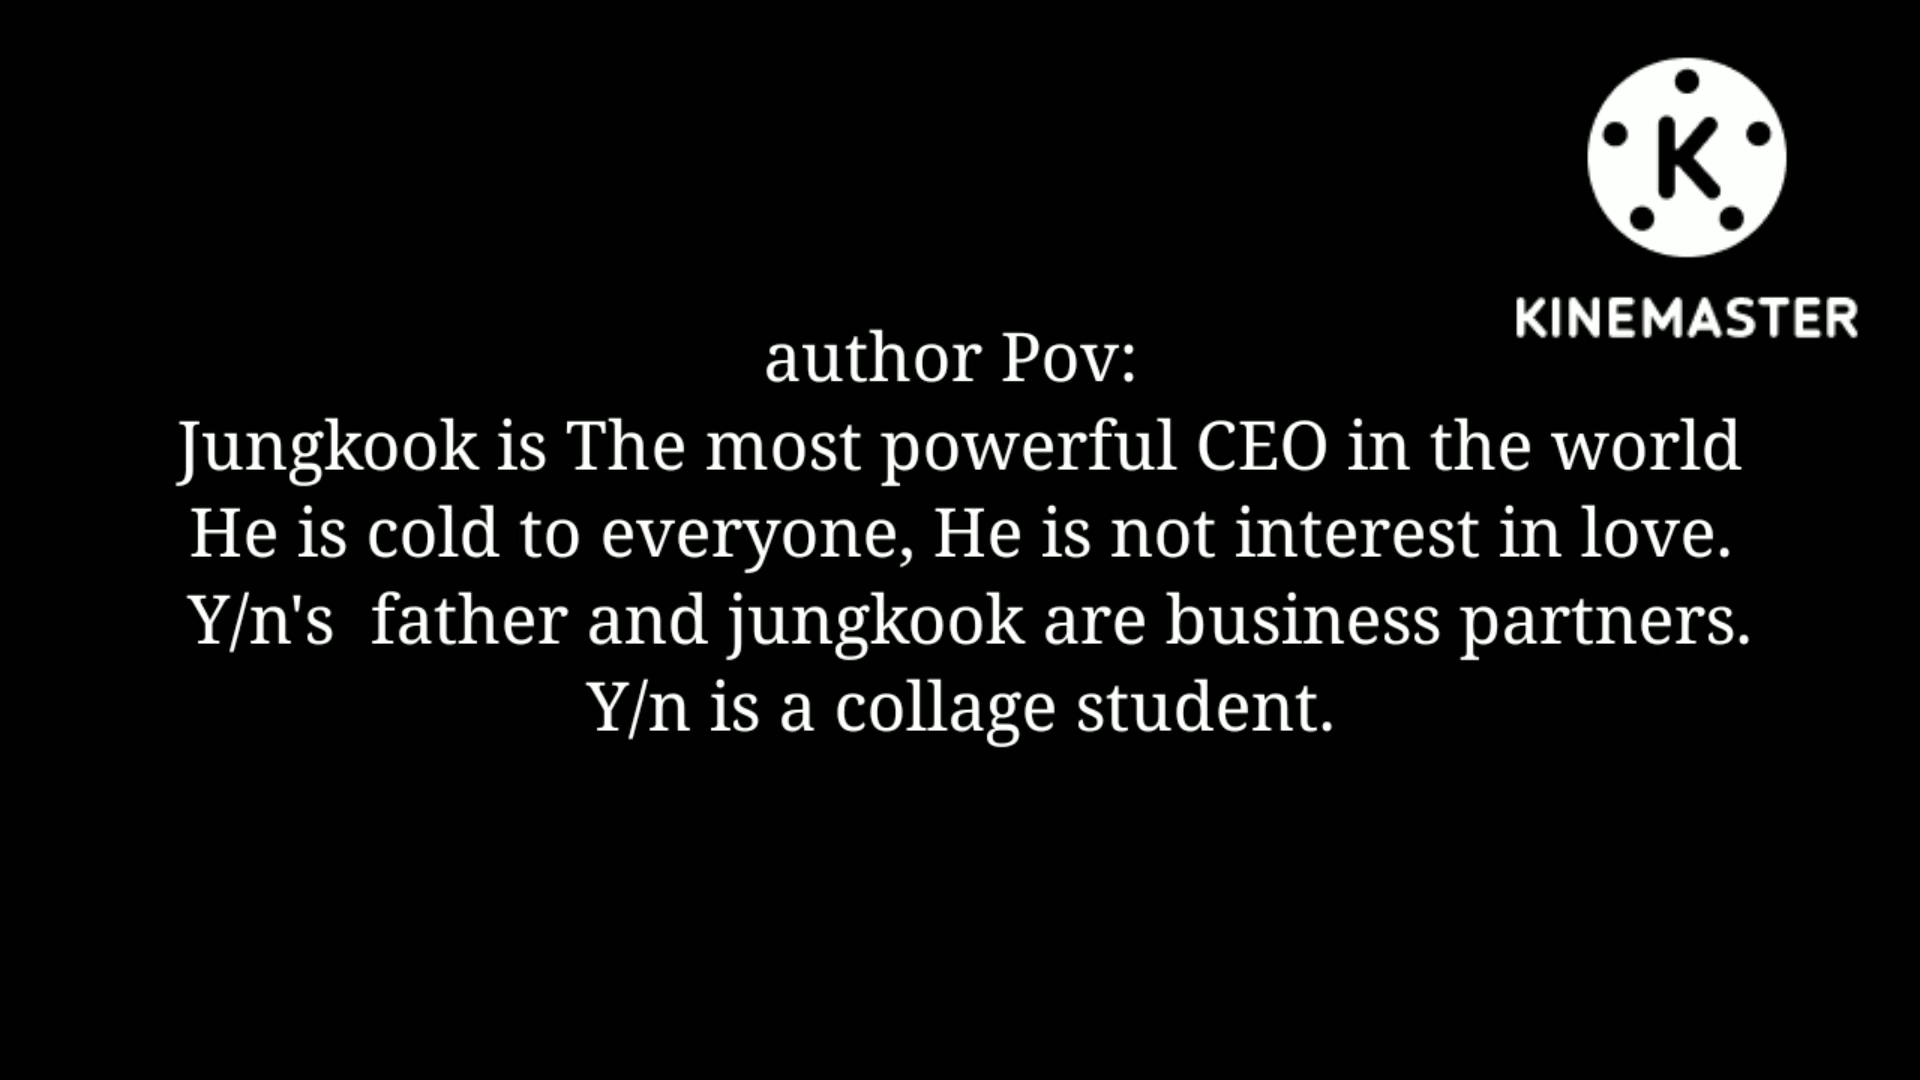 K
KINEMASTER
author Pov:
Jungkook is The most powerful CEO in the world
He is cold to everyone, He is not interest in love.
Y/n's  father and jungkook are business partners.
Y/n is a collage student.